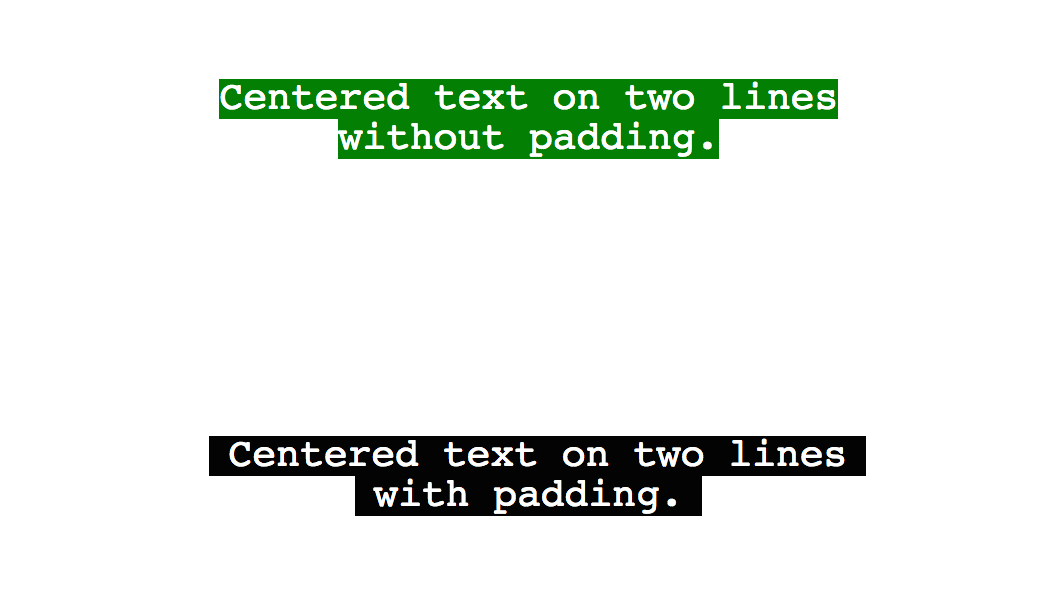 Centered text on two lines
without padding.
Centered text on two lines
with padding.